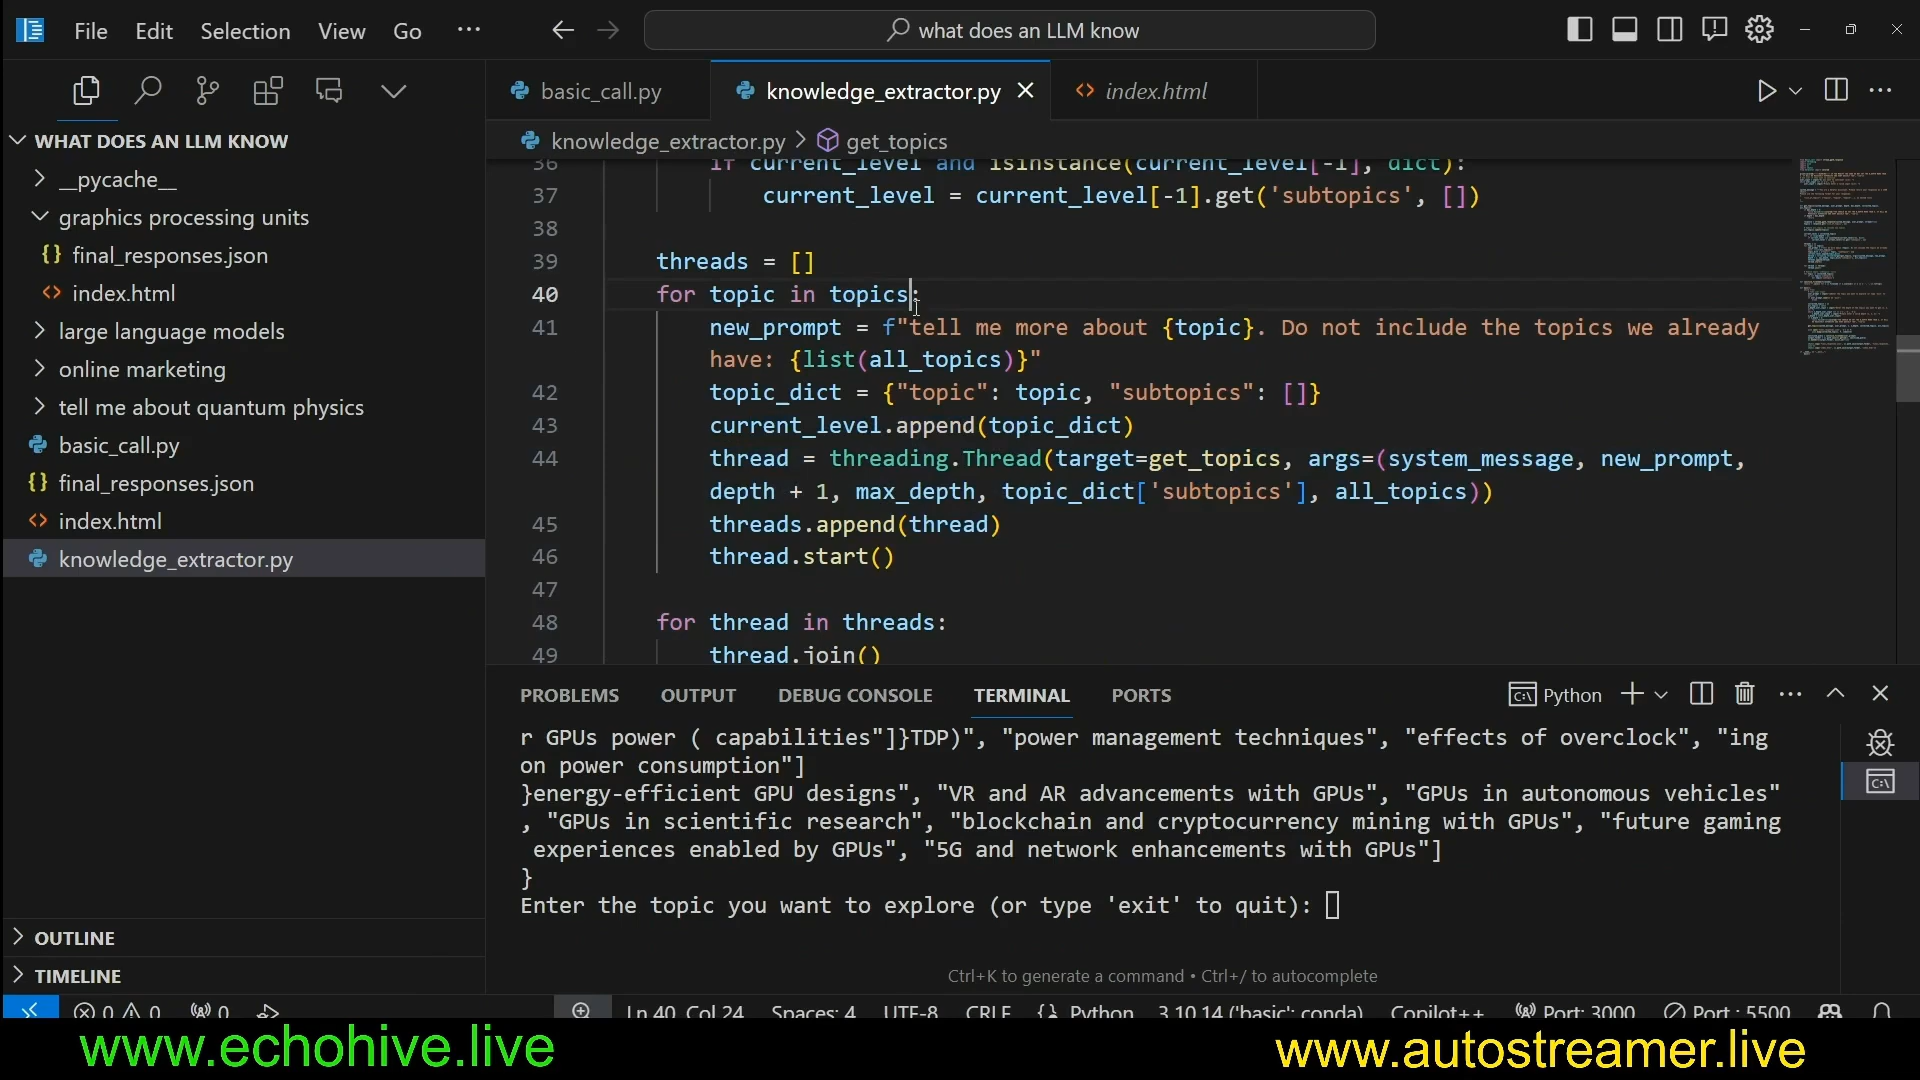 File Edit Selection View Go ··· what does an LLM know
basic_call.py knowledge_extractor.py index.html
WHAT DOES AN LLM KNOW
__pycache__
graphics processing units
final_responses.json
index.html
large language models
online marketing
tell me about quantum physics
basic_call.py
final_responses.json
index.html
knowledge_extractor.py
OUTLINE
TIMELINE
knowledge_extractor.py > get_topics
36 if current_level and isinstance(current_level[-1], dict):
37 current_level = current_level[-1].get('subtopics', [])
38
39 threads = []
40 for topic in topics:
41 new_prompt = f"tell me more about {topic}. Do not include the topics we already
have: {list(all_topics)}"
42 topic_dict = {"topic": topic, "subtopics": []}
43 current_level.append(topic_dict)
44 thread = threading.Thread(target=get_topics, args=(system_message, new_prompt,
depth + 1, max_depth, topic_dict['subtopics'], all_topics))
45 threads.append(thread)
46 thread.start()
47
48 for thread in threads:
49 thread.join()
PROBLEMS OUTPUT DEBUG CONSOLE TERMINAL PORTS Python
r GPUs power ( capabilities"]}TDP)", "power management techniques", "effects of overclock", "ing
on power consumption"]
}energy-efficient GPU designs", "VR and AR advancements with GPUs", "GPUs in autonomous vehicles"
, "GPUs in scientific research", "blockchain and cryptocurrency mining with GPUs", "future gaming
experiences enabled by GPUs", "5G and network enhancements with GPUs"]
}
Enter the topic you want to explore (or type 'exit' to quit):
Ctrl+K to generate a command • Ctrl+/ to autocomplete
0 0 0 Ln 40, Col 24 Spaces: 4 UTF-8 CRLF {} Python 3.10.14 ('basic': conda) Copilot++ Port: 3000 Port : 5500
www.echohive.live www.autostreamer.live